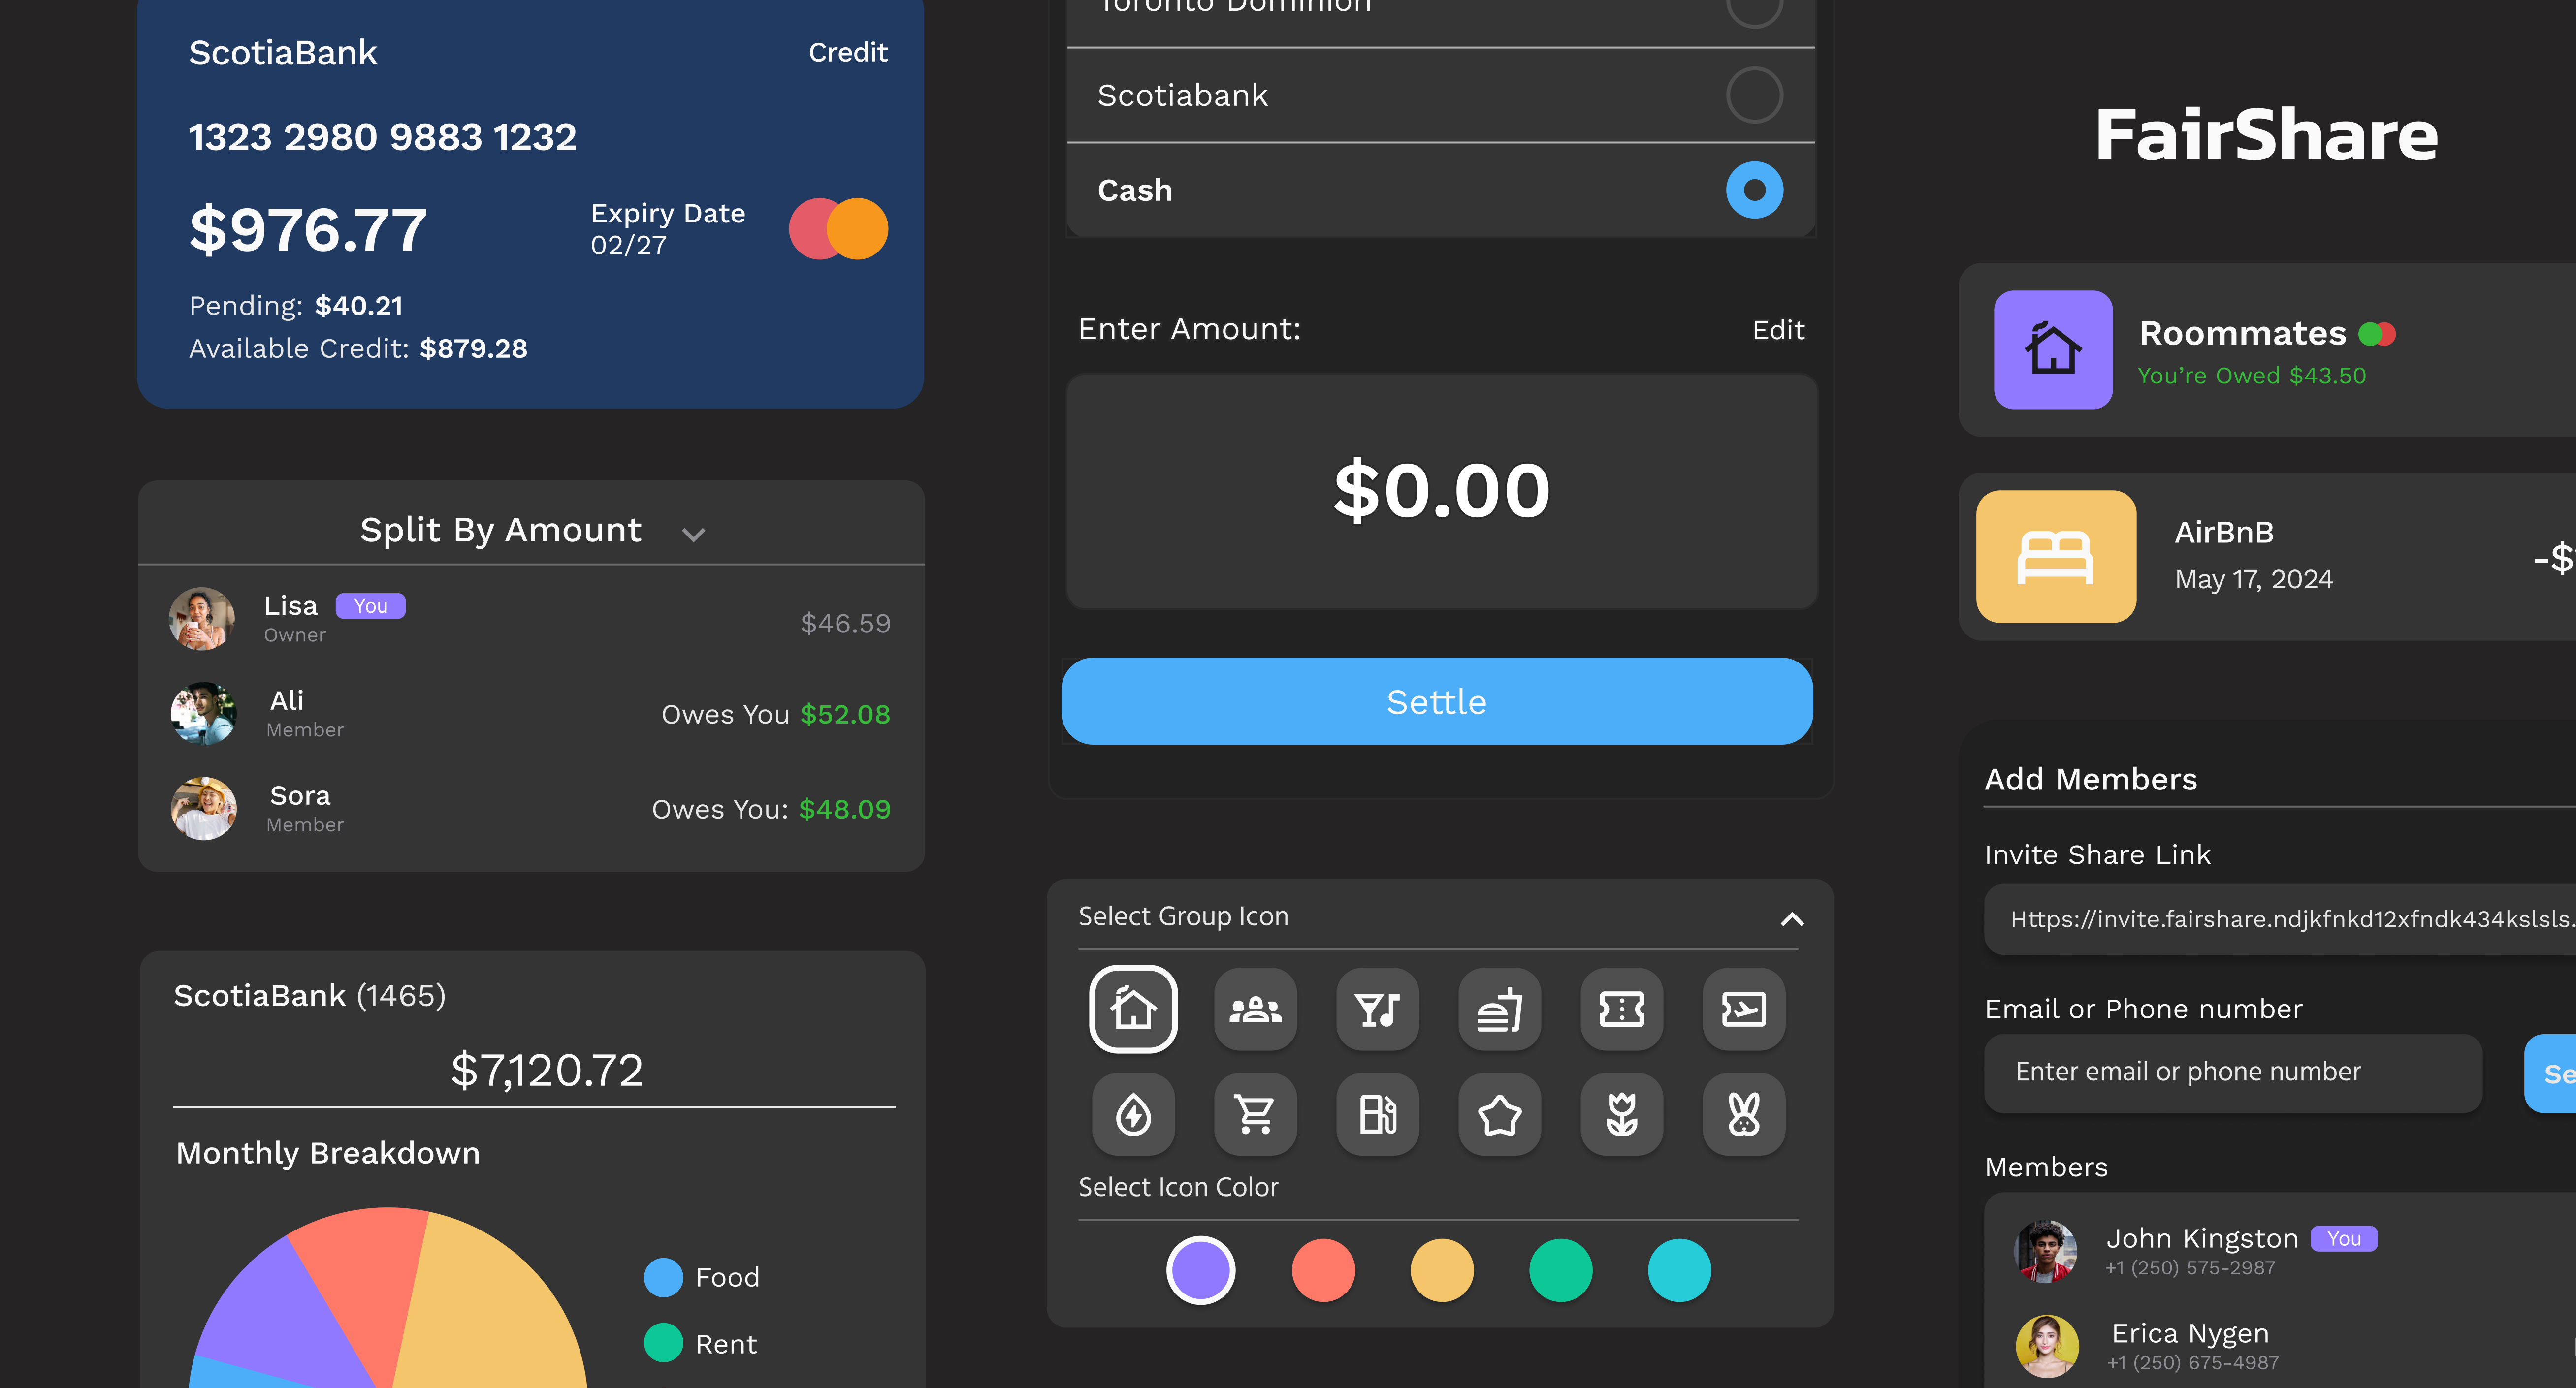 ScotiaBank
Credit
1323 2980 9883 1232
$976.77
Expiry Date
02/27
Pending: $40.21
Available Credit: $879.28
Split By Amount
Lisa You
Owner
$46.59
Ali
Member
Owes You $52.08
Sora
Member
Owes You: $48.09
ScotiaBank (1465)
$7,120.72
Monthly Breakdown
Food
Rent
Toronto Dominion
Scotiabank
Cash
Enter Amount:
Edit
$0.00
Settle
Select Group Icon
Select Icon Color
FairShare
Roommates
You’re Owed $43.50
AirBnB
May 17, 2024
-$
Add Members
Invite Share Link
Https://invite.fairshare.ndjkfnkd12xfndk434kslsls.
Email or Phone number
Enter email or phone number
Se
Members
John Kingston You
+1 (250) 575-2987
Erica Nygen
+1 (250) 675-4987